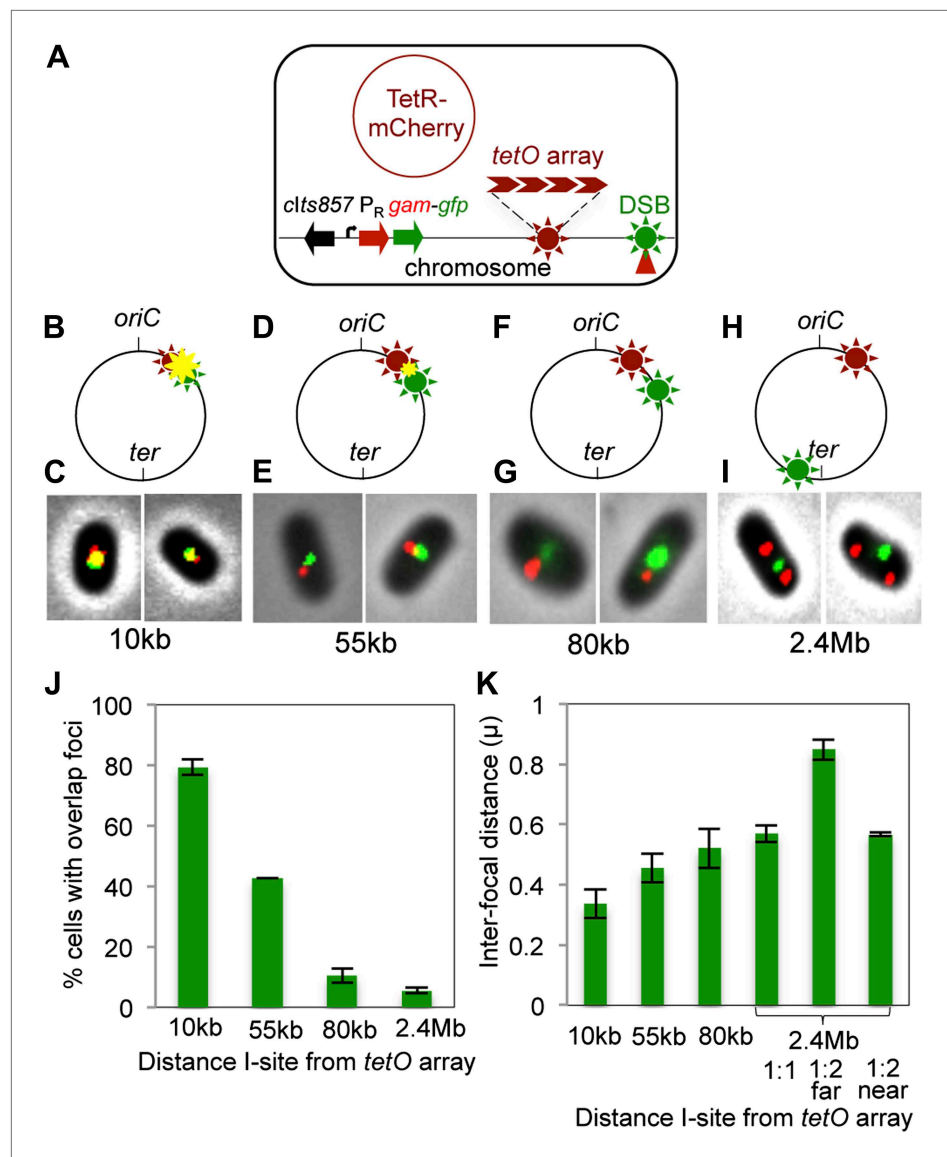 A
TetR-
mCherry
tetO array
cIts857 PR gam-gfp
DSB
chromosome
B
oriC
ter
D
oriC
ter
F
oriC
ter
H
oriC
ter
C
10kb
E
55kb
G
80kb
I
2.4Mb
J
% cells with overlap foci
100
80
60
40
20
0
10kb 55kb 80kb 2.4Mb
Distance I-site from tetO array
K
Inter-focal distance (µ)
1
0.8
0.6
0.4
0.2
0
10kb 55kb 80kb
2.4Mb
1:1 1:2 1:2
far near
Distance I-site from tetO array